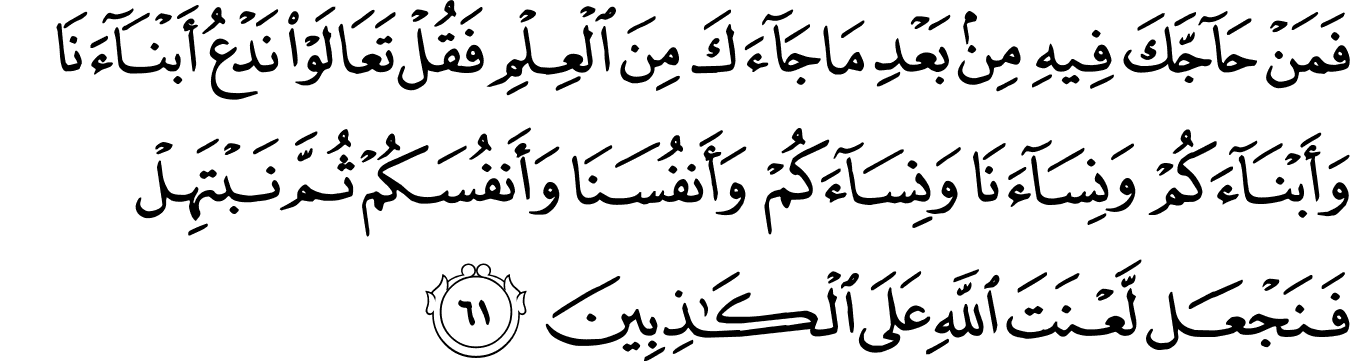 فَمَنْ حَآجَّكَ فِيهِ مِنۢ بَعْدِ مَا جَآءَكَ مِنَ ٱلْعِلْمِ فَقُلْ تَعَالَوْا۟ نَدْعُ أَبْنَآءَنَا
وَأَبْنَآءَكُمْ وَنِسَآءَنَا وَنِسَآءَكُمْ وَأَنفُسَنَا وَأَنفُسَكُمْ ثُمَّ نَبْتَهِلْ
فَنَجْعَل لَّعْنَتَ ٱللَّهِ عَلَى ٱلْكَـٰذِبِينَ ٦١